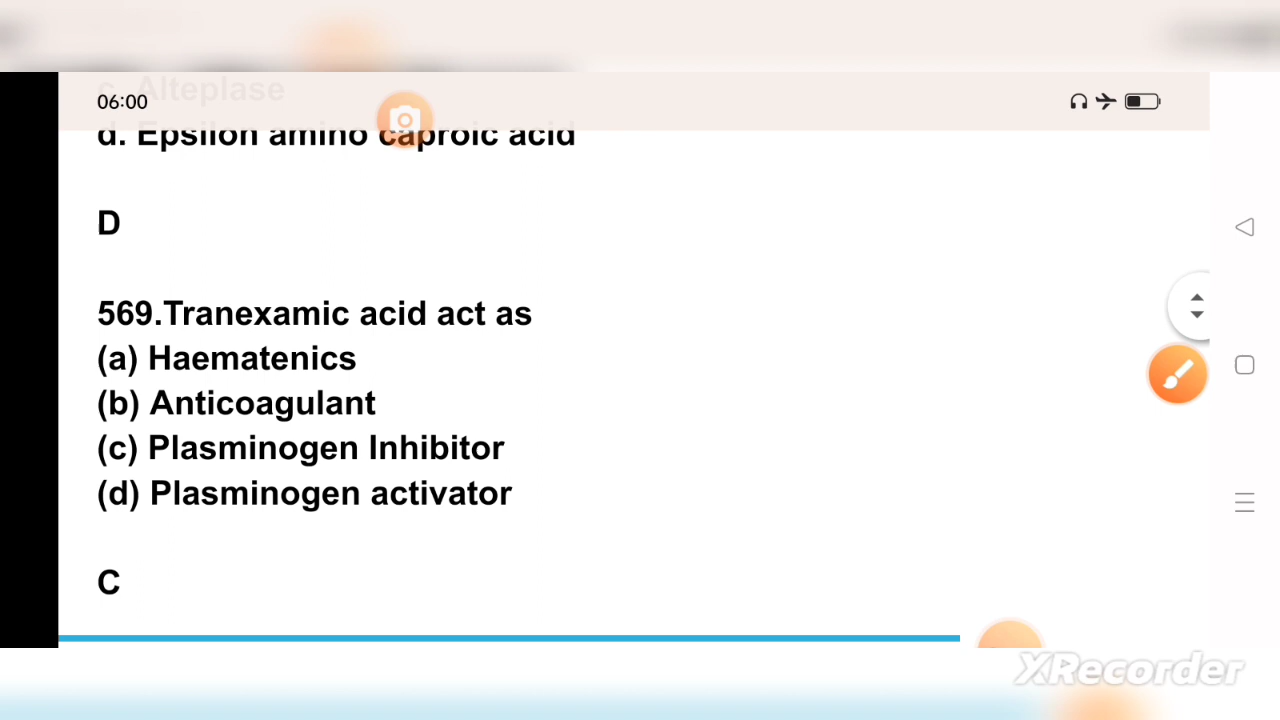 c. Alteplase
06:00
d. Epsilon amino caproic acid
D
569.Tranexamic acid act as
(a) Haematenics
(b) Anticoagulant
(c) Plasminogen Inhibitor
(d) Plasminogen activator
C
XRecorder